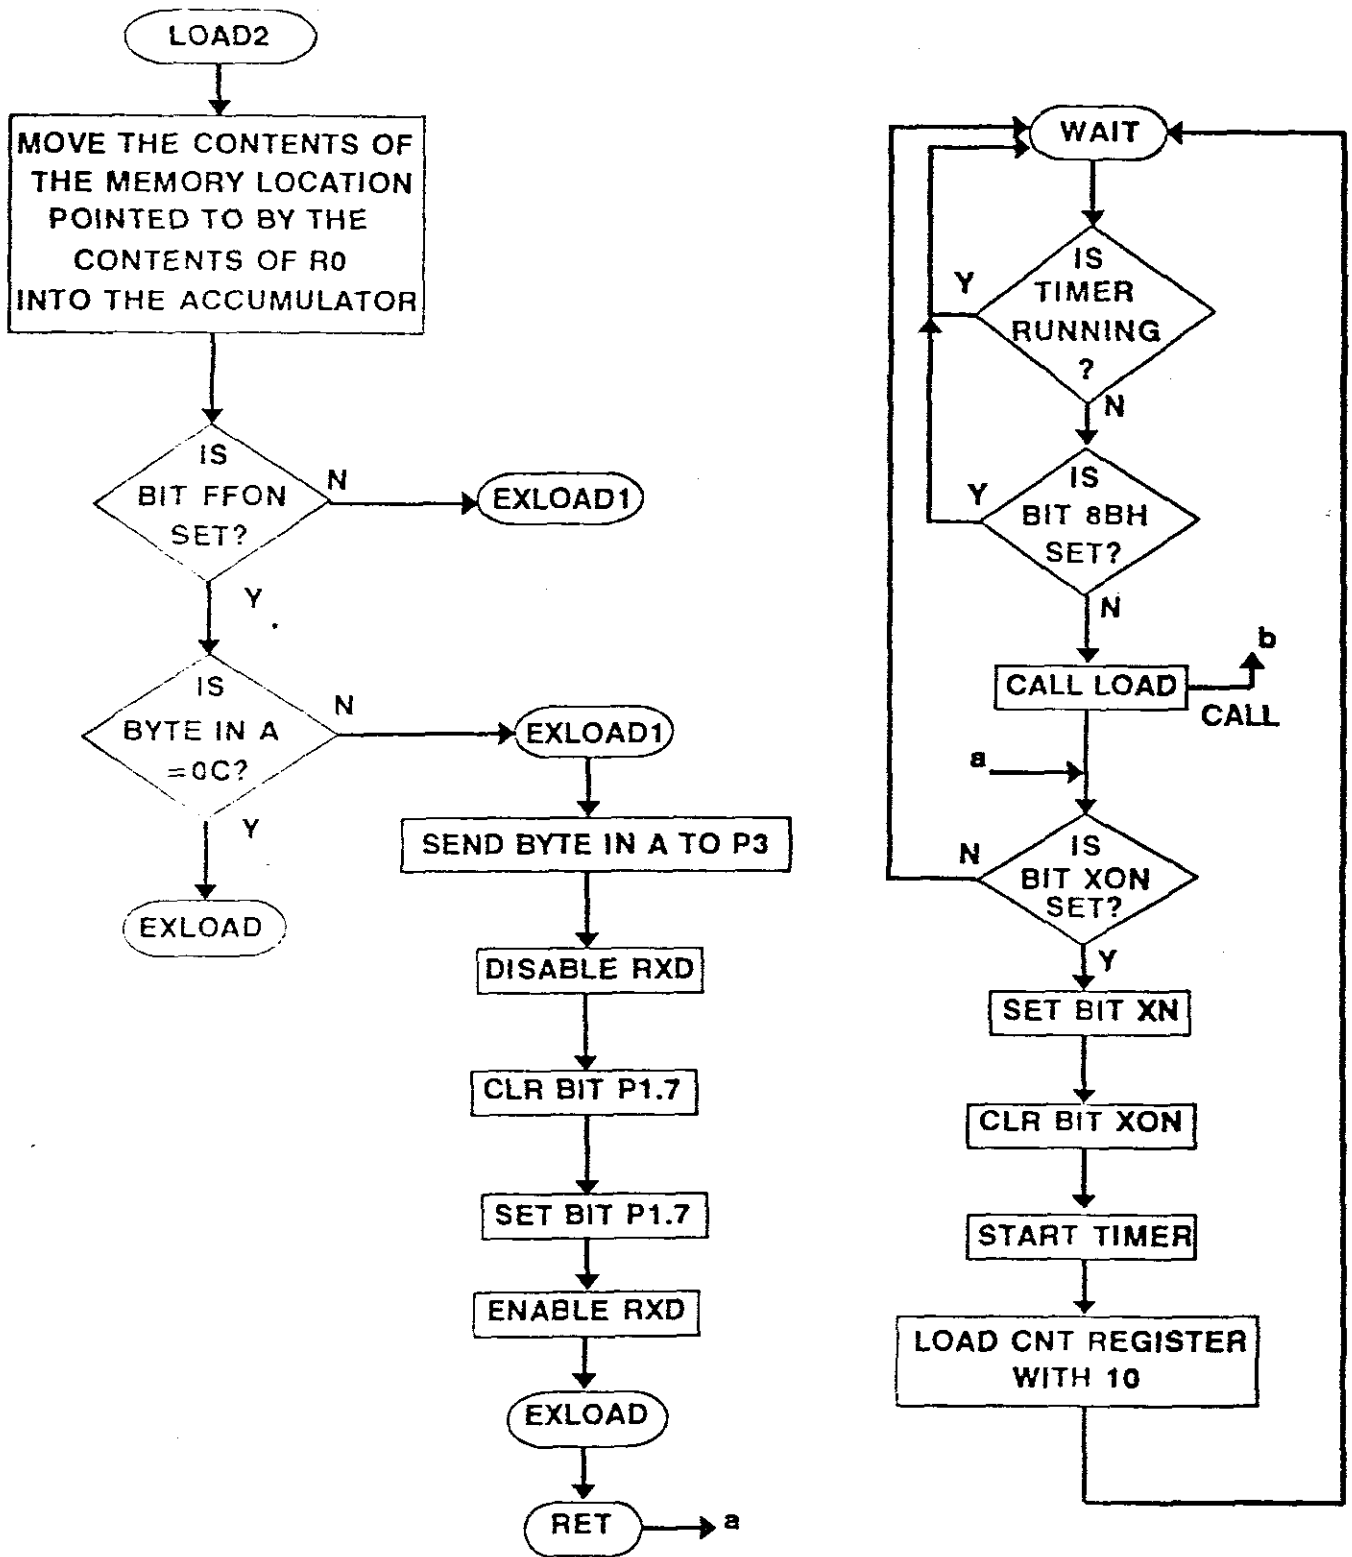 LOAD2
MOVE THE CONTENTS OF
THE MEMORY LOCATION
POINTED TO BY THE
CONTENTS OF R0
INTO THE ACCUMULATOR
IS
BIT FFON
SET?
N
EXLOAD1
Y
IS
BYTE IN A
=0C?
N
EXLOAD1
Y
EXLOAD
SEND BYTE IN A TO P3
DISABLE RXD
CLR BIT P1.7
SET BIT P1.7
ENABLE RXD
EXLOAD
RET
a
WAIT
IS
TIMER
RUNNING
?
Y
N
IS
BIT 8BH
SET?
Y
N
CALL LOAD
b
CALL
a
IS
BIT XON
SET?
N
Y
SET BIT XN
CLR BIT XON
START TIMER
LOAD CNT REGISTER
WITH 10